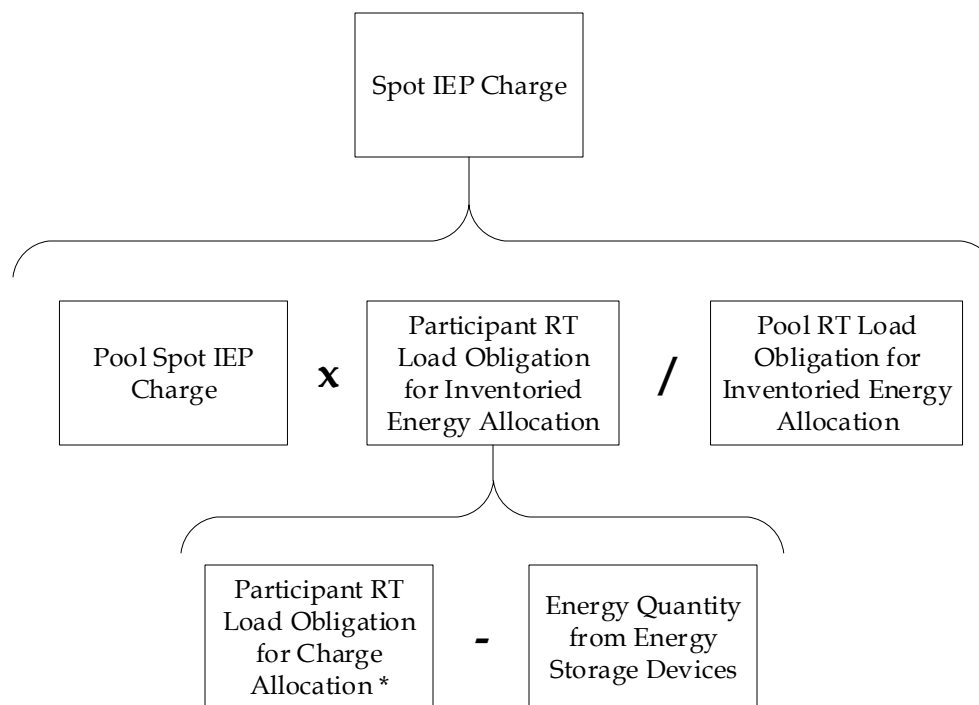 Spot IEP Charge
Pool Spot IEP
Charge
x
Participant RT
Load Obligation
for Inventoried
Energy Allocation
/
Pool RT Load
Obligation for
Inventoried Energy
Allocation
Participant RT
Load Obligation
for Charge
Allocation *
-
Energy Quantity
from Energy
Storage Devices